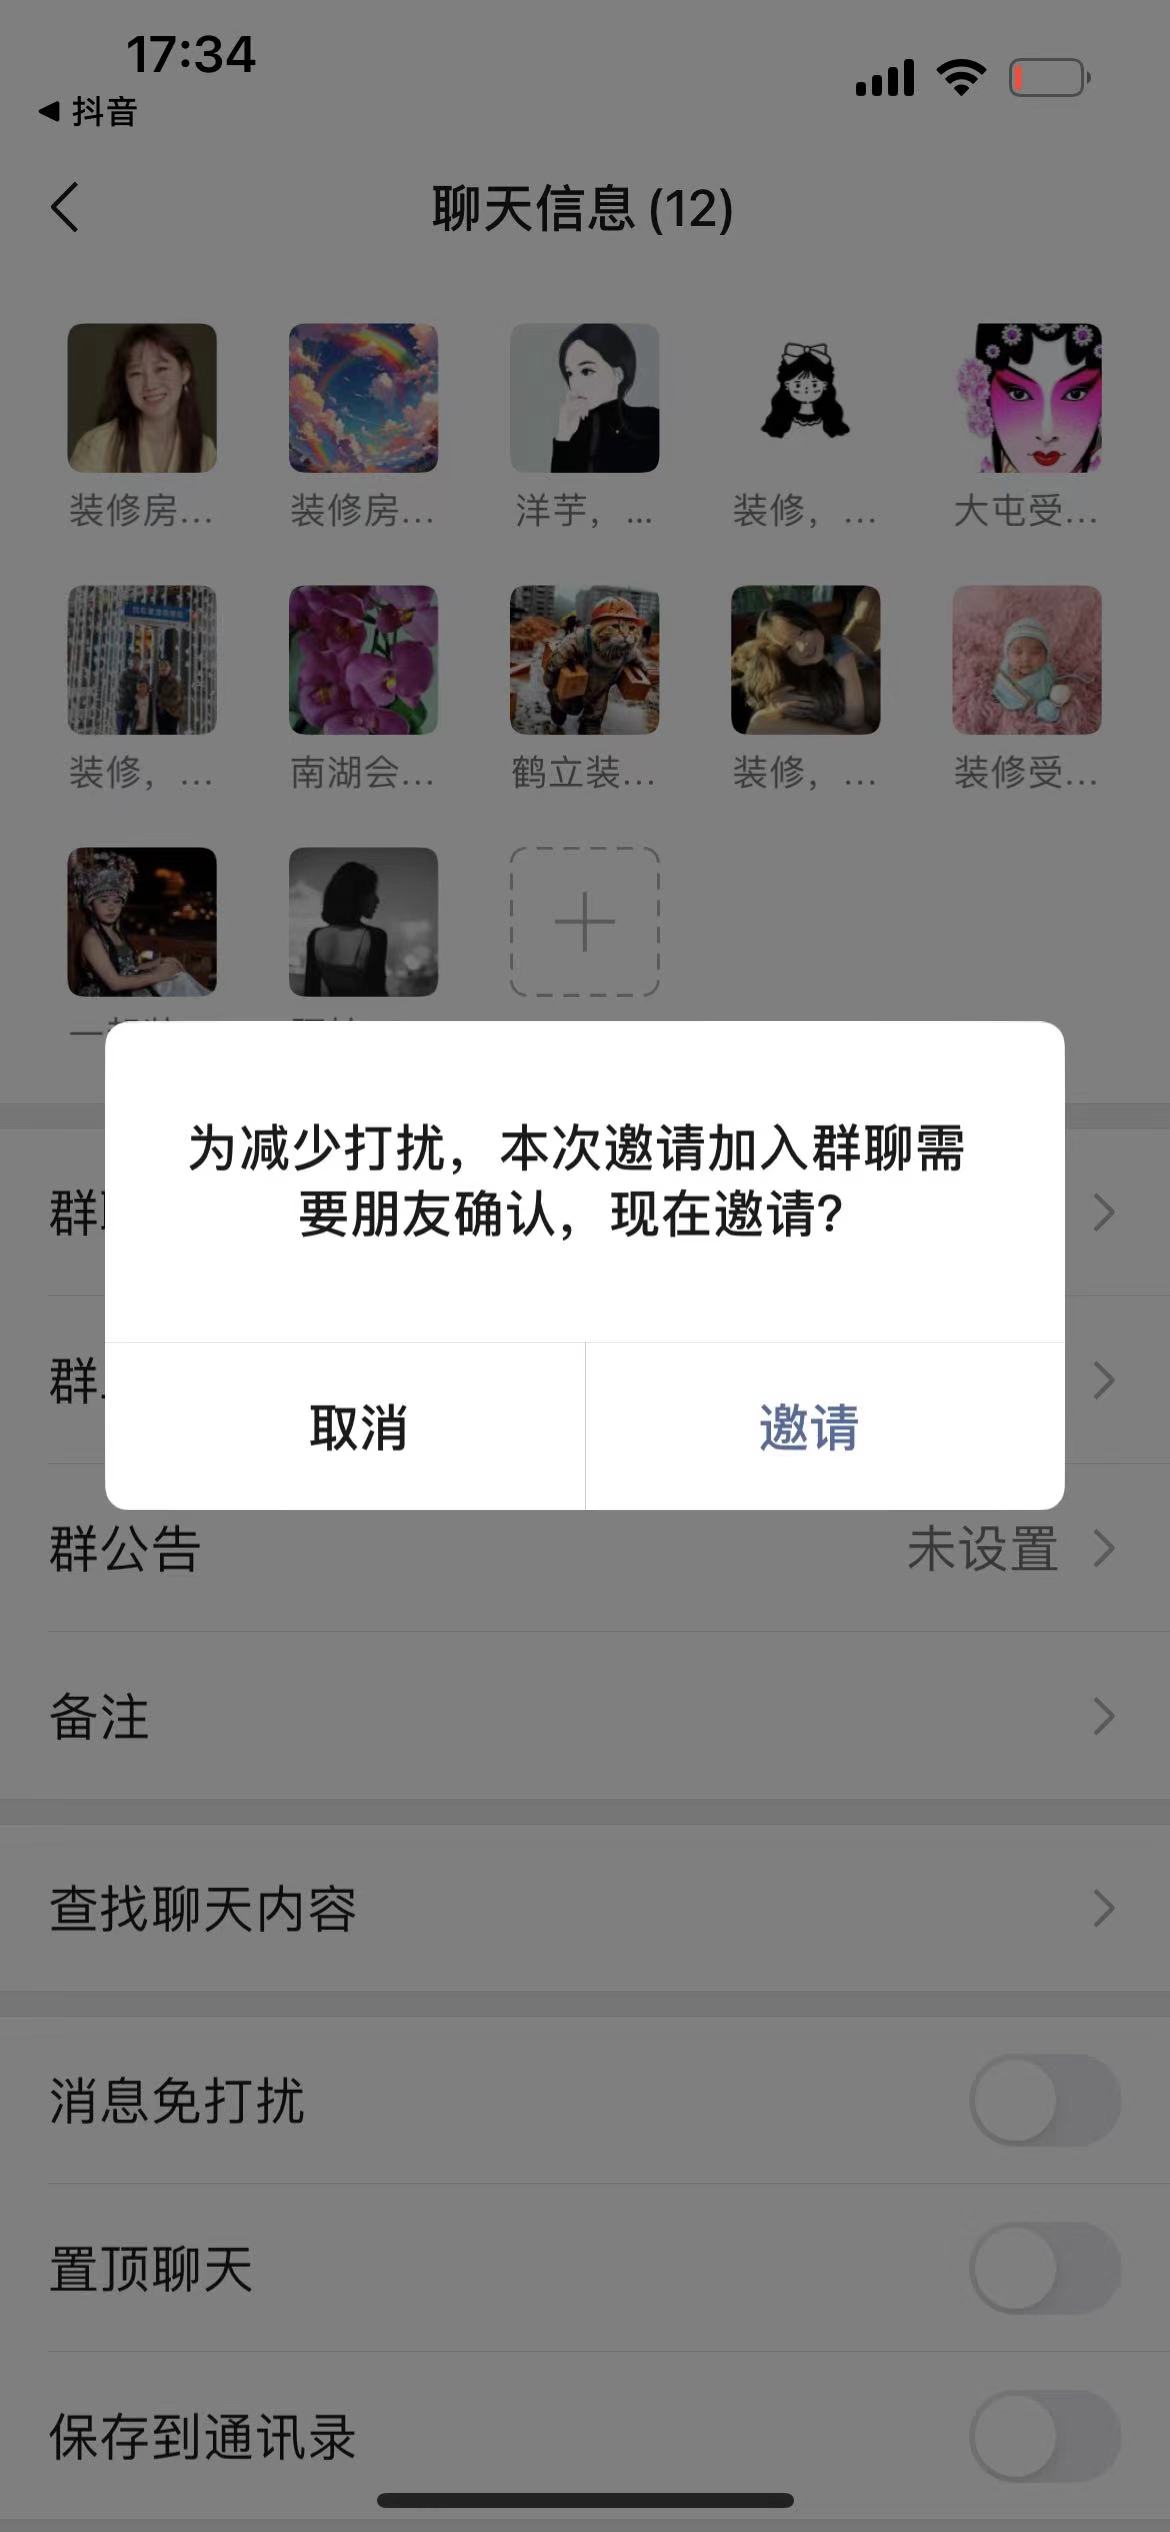 17:34
抖音
聊天信息(12)
装修房...
装修房...
洋芋，...
装修，...
大屯受...
装修，...
南湖会...
鹤立装...
装修，...
装修受...
为减少打扰，本次邀请加入群聊需
要朋友确认，现在邀请?
群
群
取消
邀请
群公告
未设置
备注
查找聊天内容
消息免打扰
置顶聊天
保存到通讯录